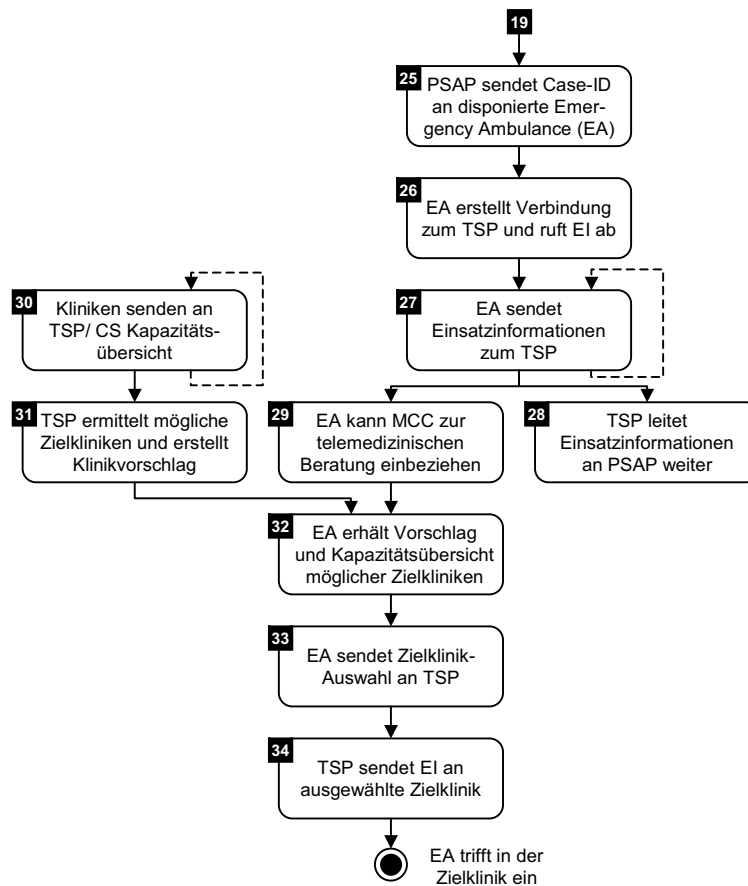 19
25
PSAP sendet Case-ID
an disponierte Emer-
gency Ambulance (EA)
26
EA erstellt Verbindung
zum TSP und ruft EI ab
30
Kliniken senden an
TSP/ CS Kapazitäts-
übersicht
27
EA sendet
Einsatzinformationen
zum TSP
31
TSP ermittelt mögliche
Zielkliniken und erstellt
Klinikvorschlag
29
EA kann MCC zur
telemedizinischen
Beratung einbeziehen
28
TSP leitet
Einsatzinformationen
an PSAP weiter
32
EA erhält Vorschlag
und Kapazitätsübersicht
möglicher Zielkliniken
33
EA sendet Zielklinik-
Auswahl an TSP
34
TSP sendet EI an
ausgewählte Zielklinik
EA trifft in der
Zielklinik ein